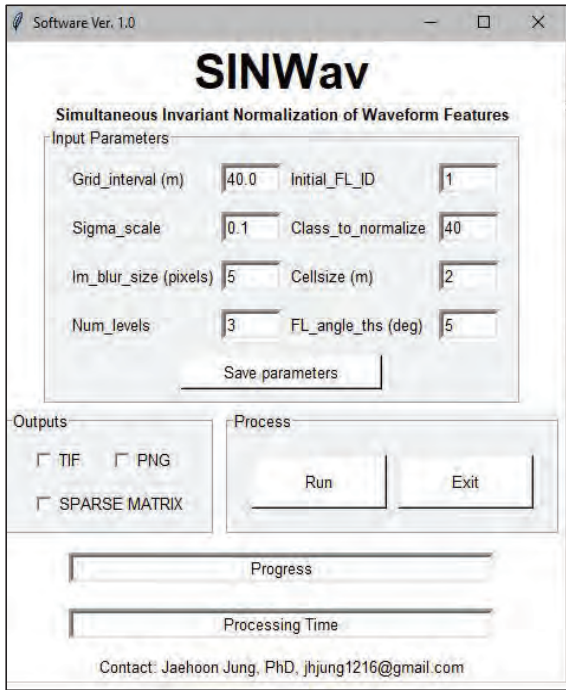 Software Ver. 1.0
SINWav
Simultaneous Invariant Normalization of Waveform Features
Input Parameters
Grid_interval (m) 40.0 Initial_FL_ID 1
Sigma_scale 0.1 Class_to_normalize 40
Im_blur_size (pixels) 5 Cellsize (m) 2
Num_levels 3 FL_angle_ths (deg) 5
Save parameters
Outputs
TIF PNG
SPARSE MATRIX
Process
Run Exit
Progress
Processing Time
Contact: Jaehoon Jung, PhD, jhjung1216@gmail.com